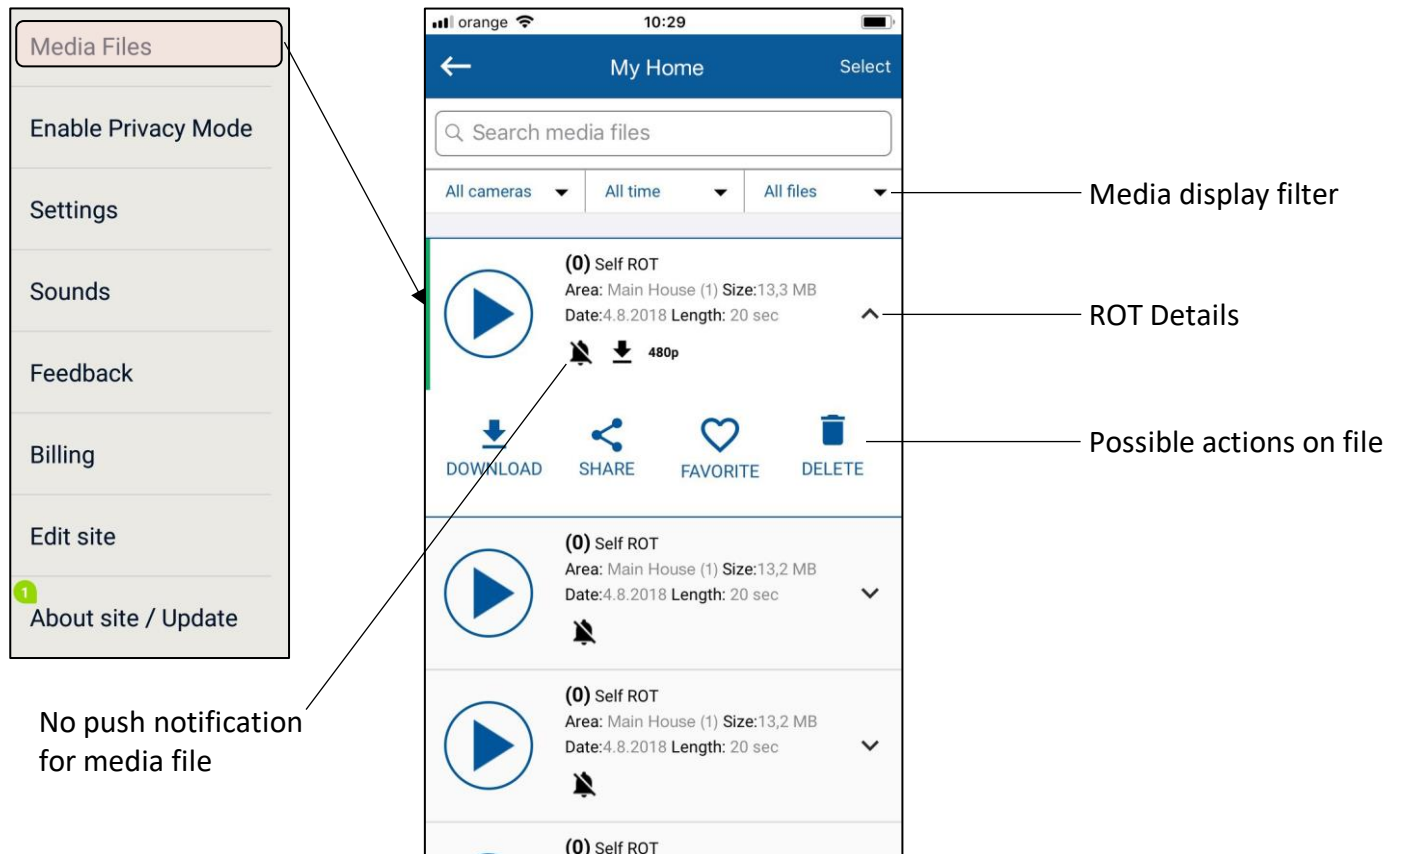 Media Files
Enable Privacy Mode
Settings
Sounds
Feedback
Billing
Edit site
1
About site / Update
No push notification
for media file
orange 10:29
My Home Select
Search media files
All cameras All time All files
(0) Self ROT
Area: Main House (1) Size:13,3 MB
Date:4.8.2018 Length: 20 sec
480p
DOWNLOAD SHARE FAVORITE DELETE
(0) Self ROT
Area: Main House (1) Size:13,2 MB
Date:4.8.2018 Length: 20 sec
(0) Self ROT
Area: Main House (1) Size:13,2 MB
Date:4.8.2018 Length: 20 sec
(0) Self ROT
Media display filter
ROT Details
Possible actions on file